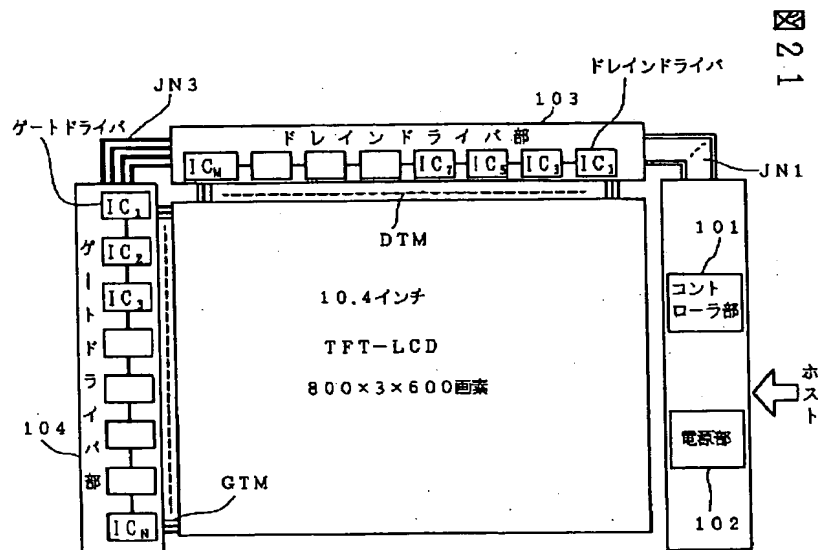 図21
JN3
ドレインドライバ
ゲートドライバ
103
ドレインドライバ部
IC_M IC_7 IC_5 IC_3 IC_1
JN1
IC_1
IC_2
IC_3
IC_N
ゲートドライバ部
104
DTM
10.4インチ
TFT-LCD
800×3×600画素
GTM
101
コント
ローラ部
ホスト
電源部
102